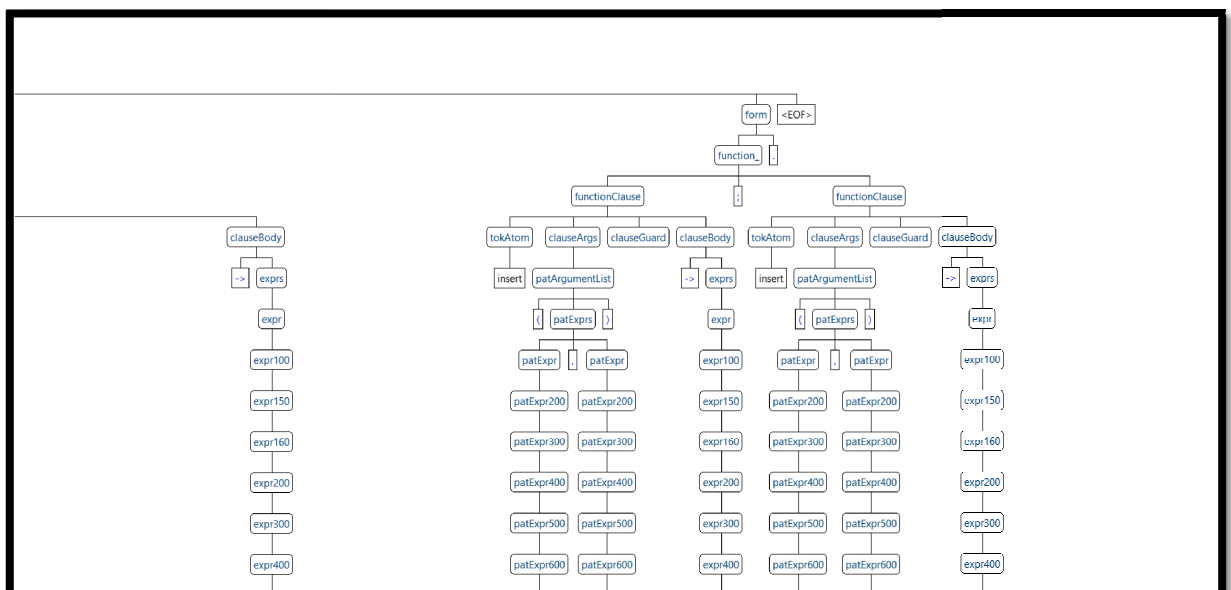 form <EOF>
function_ .
functionClause ; functionClause
clauseBody tokAtom clauseArgs clauseGuard clauseBody tokAtom clauseArgs clauseGuard clauseBody
-> exprs insert patArgumentList -> exprs insert patArgumentList -> exprs
expr ( patExprs ) expr ( patExprs ) expr
expr100 patExpr , patExpr expr100 patExpr , patExpr expr100
expr150 patExpr200 patExpr200 expr150 patExpr200 patExpr200 expr150
expr160 patExpr300 patExpr300 expr160 patExpr300 patExpr300 expr160
expr200 patExpr400 patExpr400 expr200 patExpr400 patExpr400 expr200
expr300 patExpr500 patExpr500 expr300 patExpr500 patExpr500 expr300
expr400 patExpr600 patExpr600 expr400 patExpr600 patExpr600 expr400